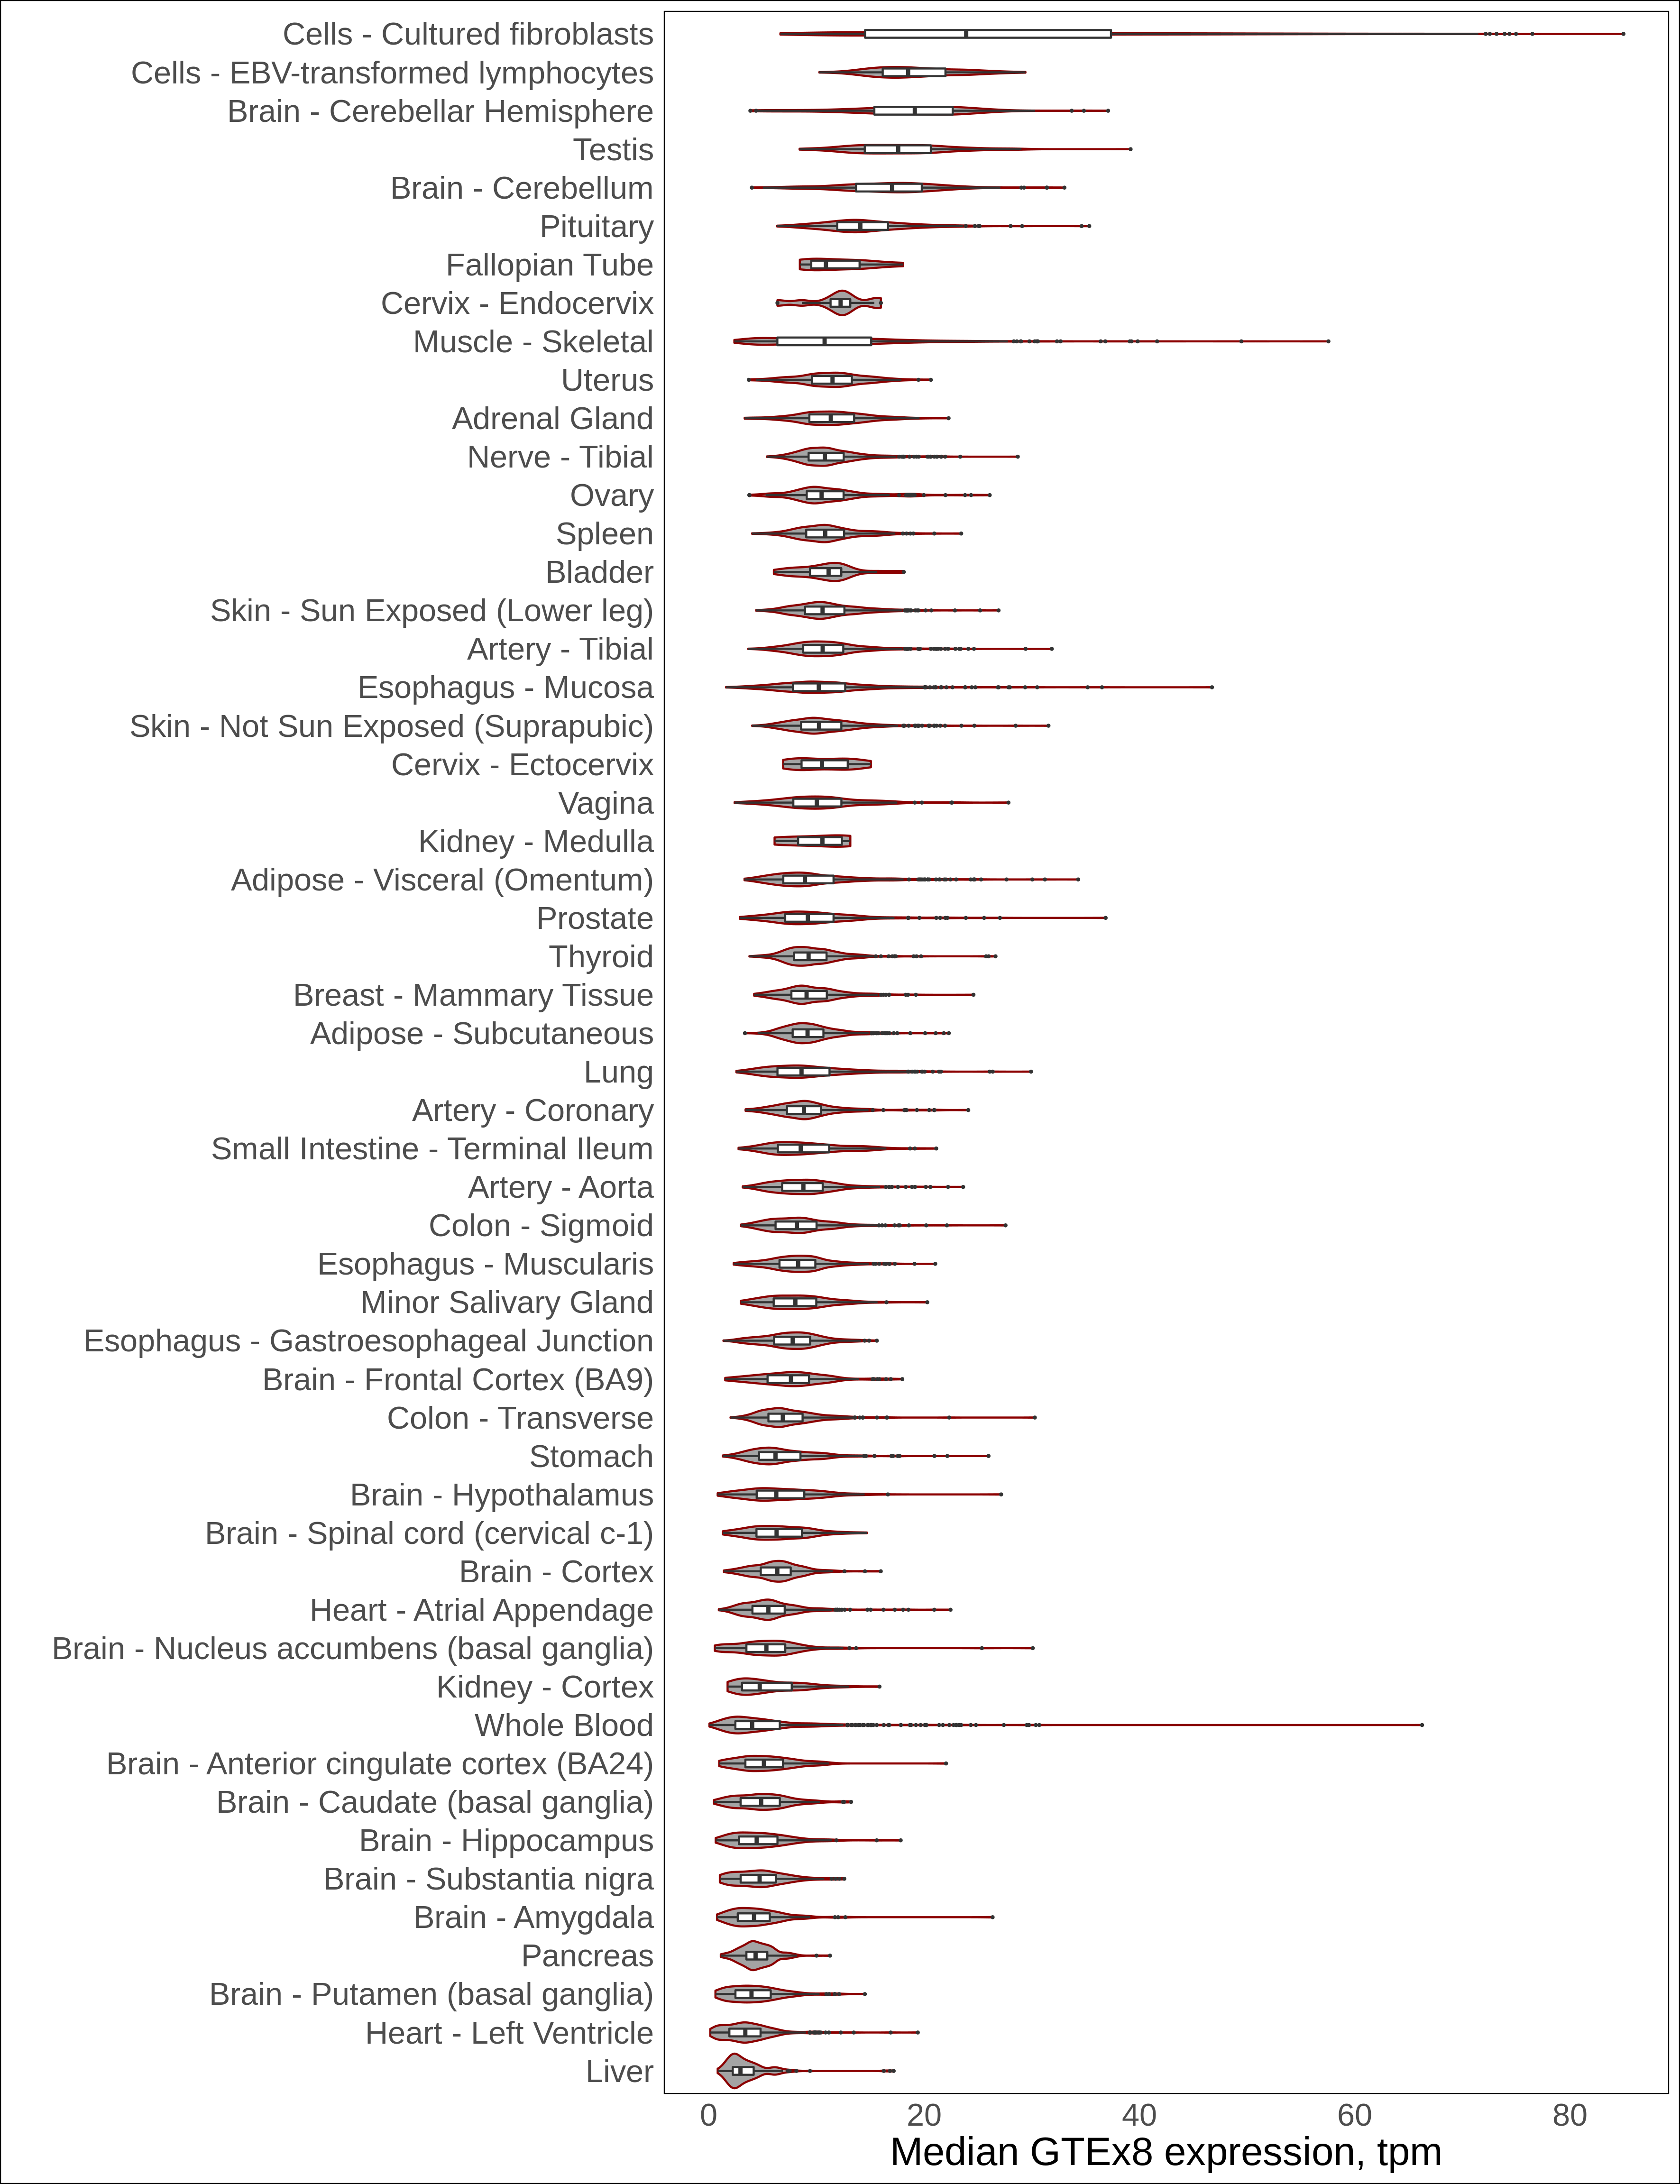 Cells - Cultured fibroblasts
Cells - EBV-transformed lymphocytes
Brain - Cerebellar Hemisphere
Testis
Brain - Cerebellum
Pituitary
Fallopian Tube
Cervix - Endocervix
Muscle - Skeletal
Uterus
Adrenal Gland
Nerve - Tibial
Ovary
Spleen
Bladder
Skin - Sun Exposed (Lower leg)
Artery - Tibial
Esophagus - Mucosa
Skin - Not Sun Exposed (Suprapubic)
Cervix - Ectocervix
Vagina
Kidney - Medulla
Adipose - Visceral (Omentum)
Prostate
Thyroid
Breast - Mammary Tissue
Adipose - Subcutaneous
Lung
Artery - Coronary
Small Intestine - Terminal Ileum
Artery - Aorta
Colon - Sigmoid
Esophagus - Muscularis
Minor Salivary Gland
Esophagus - Gastroesophageal Junction
Brain - Frontal Cortex (BA9)
Colon - Transverse
Stomach
Brain - Hypothalamus
Brain - Spinal cord (cervical c-1)
Brain - Cortex
Heart - Atrial Appendage
Brain - Nucleus accumbens (basal ganglia)
Kidney - Cortex
Whole Blood
Brain - Anterior cingulate cortex (BA24)
Brain - Caudate (basal ganglia)
Brain - Hippocampus
Brain - Substantia nigra
Brain - Amygdala
Pancreas
Brain - Putamen (basal ganglia)
Heart - Left Ventricle
Liver
0 20 40 60 80
Median GTEx8 expression, tpm